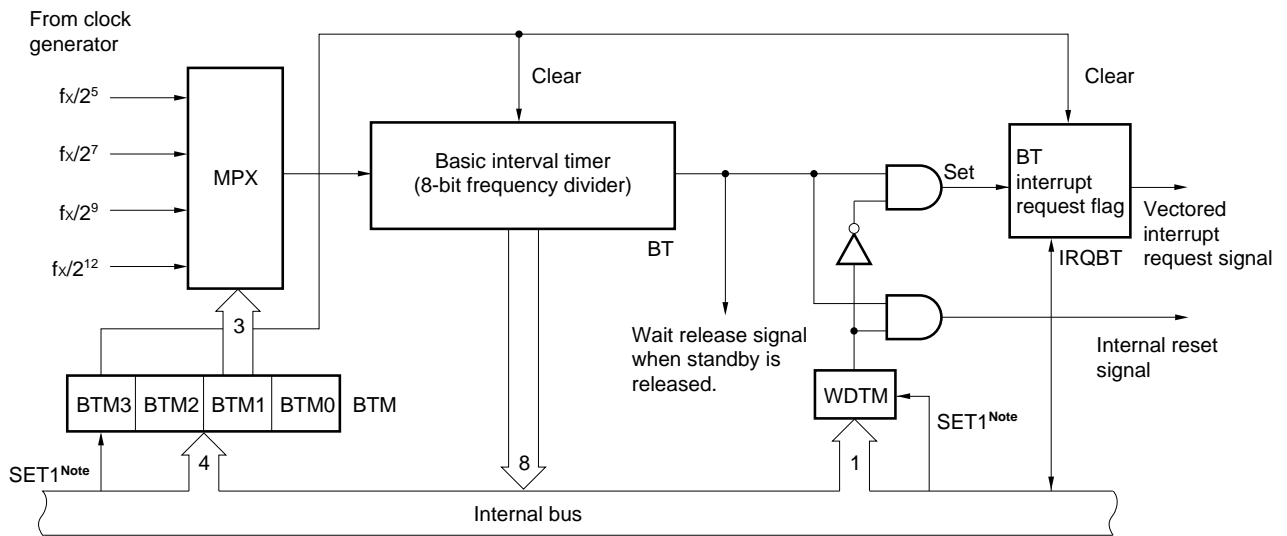 From clock
generator
fX/2⁵
fX/2⁷
fX/2⁹
fX/2¹²
MPX
Clear
Clear
Basic interval timer
(8-bit frequency divider)
BT
Set
BT
interrupt
request flag
IRQBT
Vectored
interrupt
request signal
3
Wait release signal
when standby is
released.
Internal reset
signal
BTM3 BTM2 BTM1 BTM0 BTM
WDTM
SET1Note
SET1Note
4
8
1
Internal bus